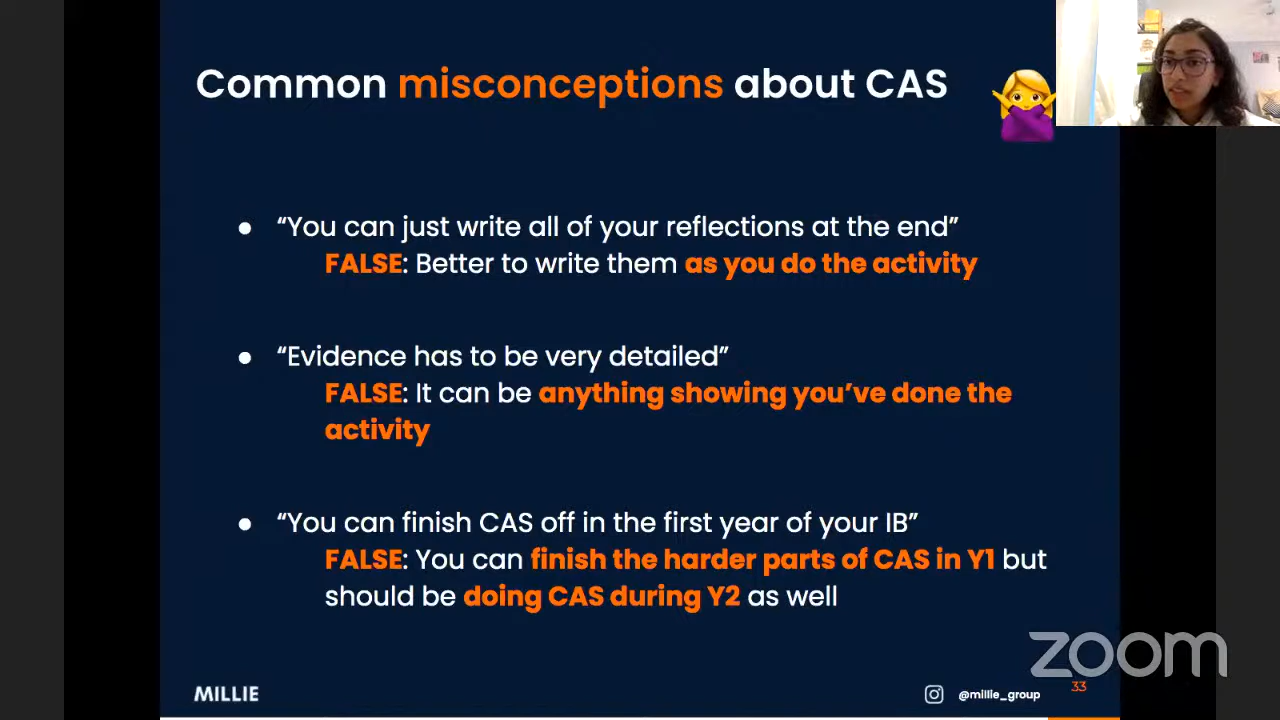 Common misconceptions about CAS
“You can just write all of your reflections at the end”
FALSE: Better to write them as you do the activity
“Evidence has to be very detailed”
FALSE: It can be anything showing you’ve done the
activity
“You can finish CAS off in the first year of your IB”
FALSE: You can finish the harder parts of CAS in Y1 but
should be doing CAS during Y2 as well
zoom
MILLIE
@millie_group
33